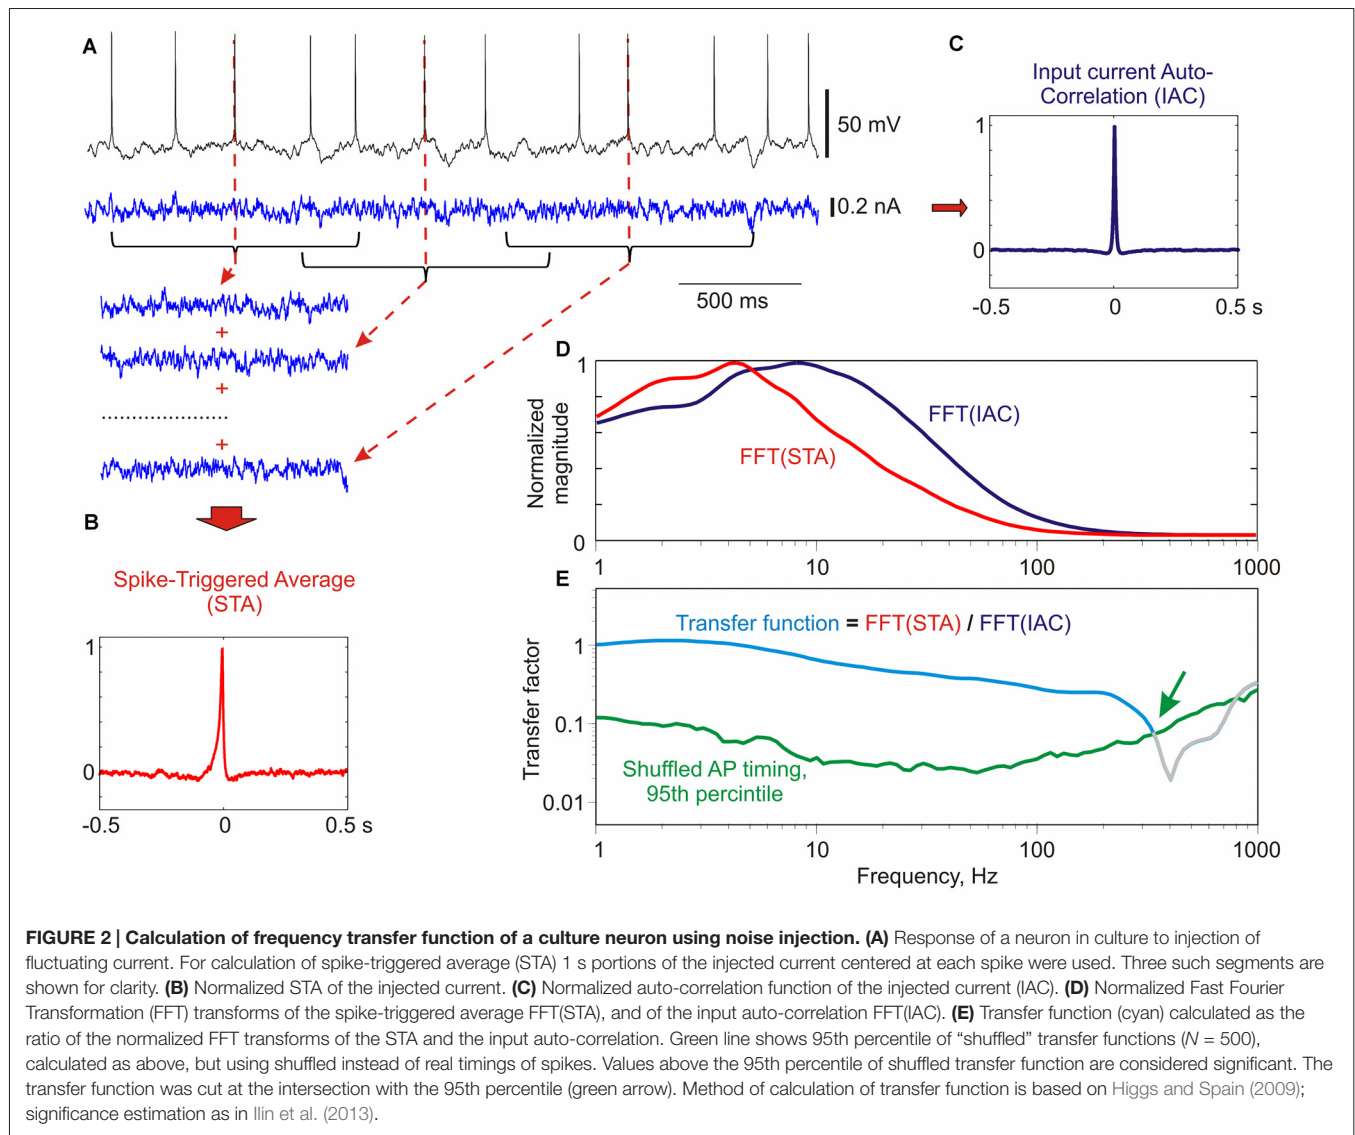 A
50 mV
0.2 nA
500 ms
+
+
.....................
+
B
Spike-Triggered Average
(STA)
1
0
-0.5
0
0.5 s
C
Input current Auto-
Correlation (IAC)
1
0
-0.5
0
0.5 s
D
Normalized
magnitude
1
0
FFT(IAC)
FFT(STA)
1
10
100
1000
E
Transfer factor
1
0.1
0.01
Transfer function = FFT(STA) / FFT(IAC)
Shuffled AP timing,
95th percentile
1
10
100
1000
Frequency, Hz
FIGURE 2 | Calculation of frequency transfer function of a culture neuron using noise injection. (A) Response of a neuron in culture to injection of
fluctuating current. For calculation of spike-triggered average (STA) 1 s portions of the injected current centered at each spike were used. Three such segments are
shown for clarity. (B) Normalized STA of the injected current. (C) Normalized auto-correlation function of the injected current (IAC). (D) Normalized Fast Fourier
Transformation (FFT) transforms of the spike-triggered average FFT(STA), and of the input auto-correlation FFT(IAC). (E) Transfer function (cyan) calculated as the
ratio of the normalized FFT transforms of the STA and the input auto-correlation. Green line shows 95th percentile of “shuffled” transfer functions (N = 500),
calculated as above, but using shuffled instead of real timings of spikes. Values above the 95th percentile of shuffled transfer function are considered significant. The
transfer function was cut at the intersection with the 95th percentile (green arrow). Method of calculation of transfer function is based on Higgs and Spain (2009);
significance estimation as in Ilin et al. (2013).